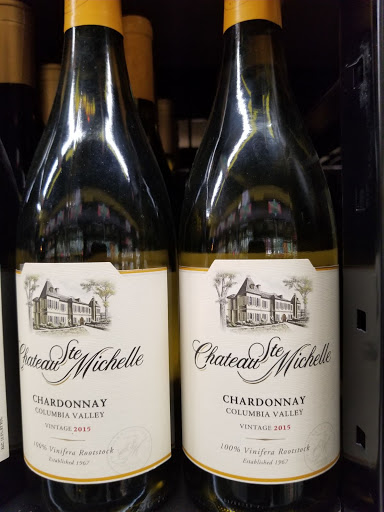 Chateau Ste Michelle
CHARDONNAY
COLUMBIA VALLEY
VINTAGE 2015
100% Vinifera Rootstock
Established 1967
Chateau Ste Michelle
CHARDONNAY
COLUMBIA VALLEY
VINTAGE 2015
100% Vinifera Rootstock
Established 1967